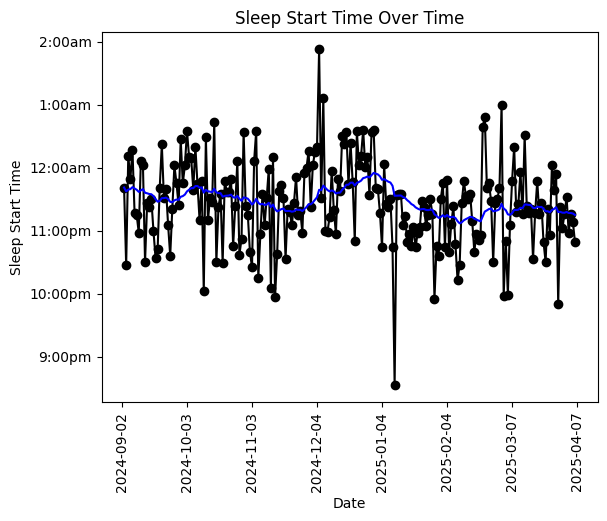 Sleep Start Time Over Time
2:00am
1:00am
12:00am
11:00pm
10:00pm
9:00pm
Sleep Start Time
2024-09-02
2024-10-03
2024-11-03
2024-12-04
2025-01-04
2025-02-04
2025-03-07
2025-04-07
Date